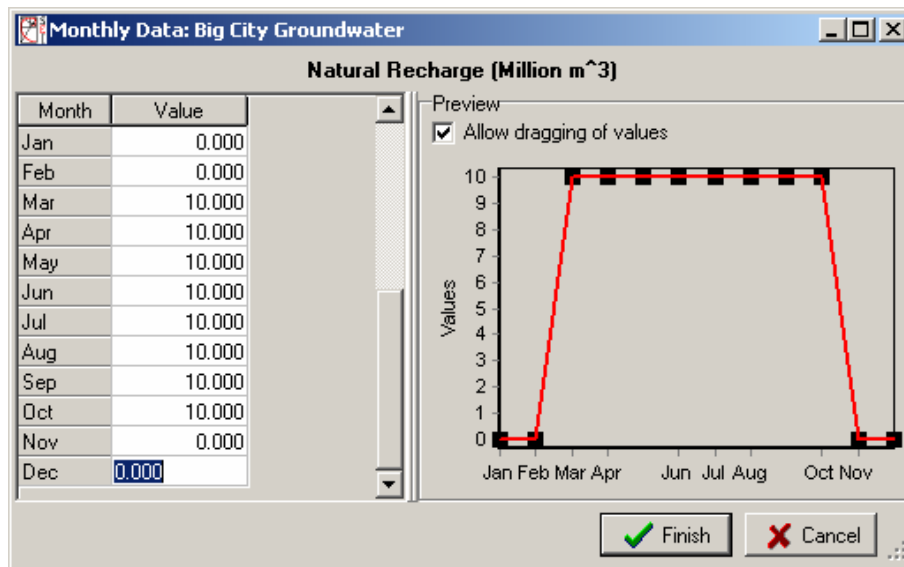 Monthly Data: Big City Groundwater
Natural Recharge (Million m^3)
Month Value
Jan 0.000
Feb 0.000
Mar 10.000
Apr 10.000
May 10.000
Jun 10.000
Jul 10.000
Aug 10.000
Sep 10.000
Oct 10.000
Nov 0.000
Dec 0.000
Preview
Allow dragging of values
Values
10
9
8
7
6
5
4
3
2
1
0
Jan Feb Mar Apr Jun Jul Aug Oct Nov
Finish Cancel